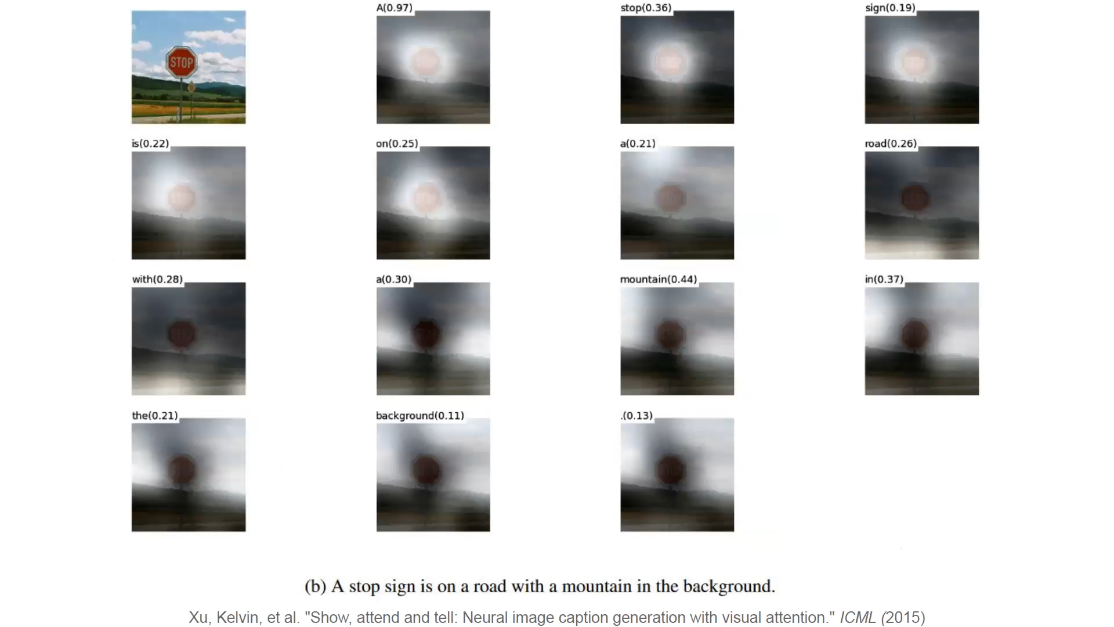 A(0.97)
stop(0.36)
sign(0.19)
STOP
is(0.22)
on(0.25)
a(0.21)
road(0.26)
with(0.28)
a(0.30)
mountain(0.44)
in(0.37)
the(0.21)
background(0.11)
.(0.13)
(b) A stop sign is on a road with a mountain in the background.
Xu, Kelvin, et al. "Show, attend and tell: Neural image caption generation with visual attention." ICML (2015)